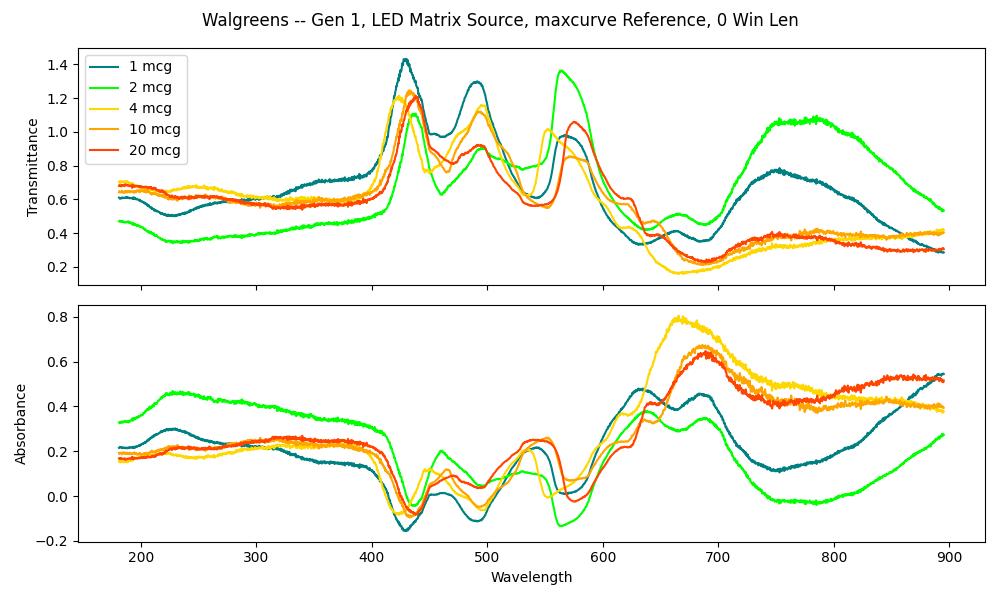 Walgreens -- Gen 1, LED Matrix Source, maxcurve Reference, 0 Win Len
1 mcg
2 mcg
4 mcg
10 mcg
20 mcg
Transmittance
1.4
1.2
1.0
0.8
0.6
0.4
0.2
Absorbance
0.8
0.6
0.4
0.2
0.0
−0.2
200 300 400 500 600 700 800 900
Wavelength